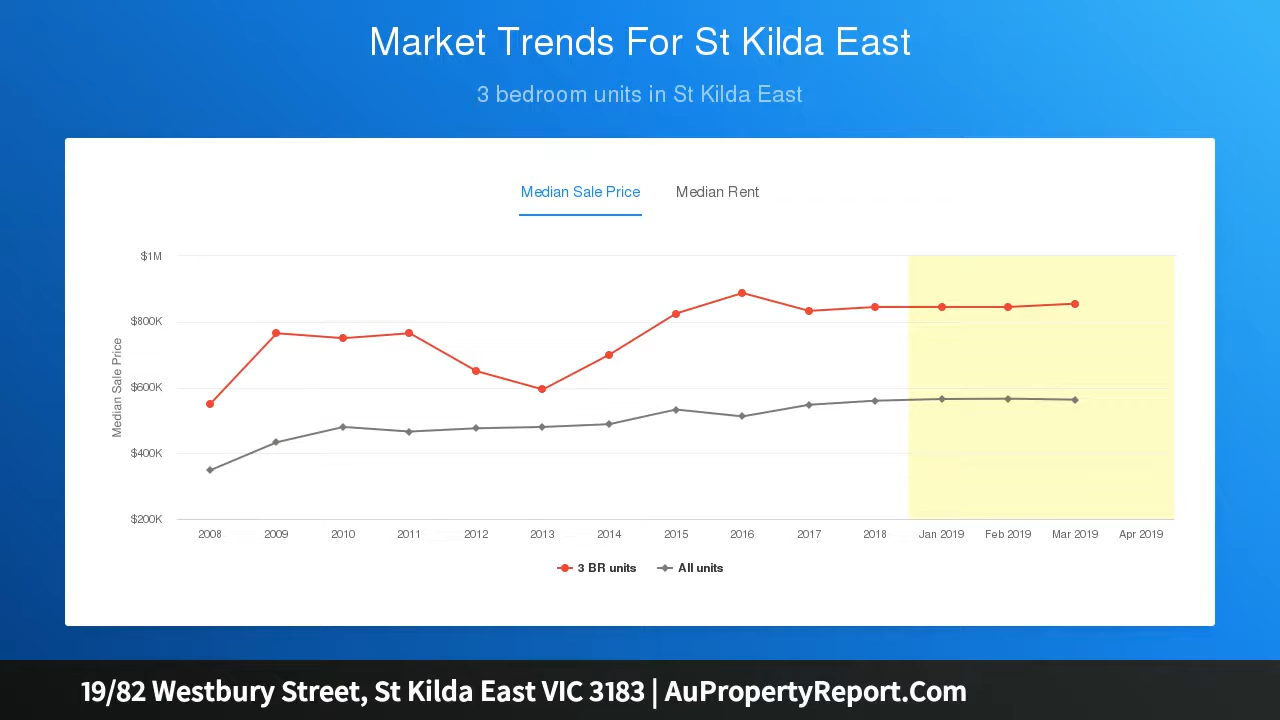 Market Trends For St Kilda East
3 bedroom units in St Kilda East
Median Sale Price Median Rent
$1M
$800K
$600K
$400K
$200K
Median Sale Price
2008 2009 2010 2011 2012 2013 2014 2015 2016 2017 2018 Jan 2019 Feb 2019 Mar 2019 Apr 2019
3 BR units All units
19/82 Westbury Street, St Kilda East VIC 3183 | AuPropertyReport.Com